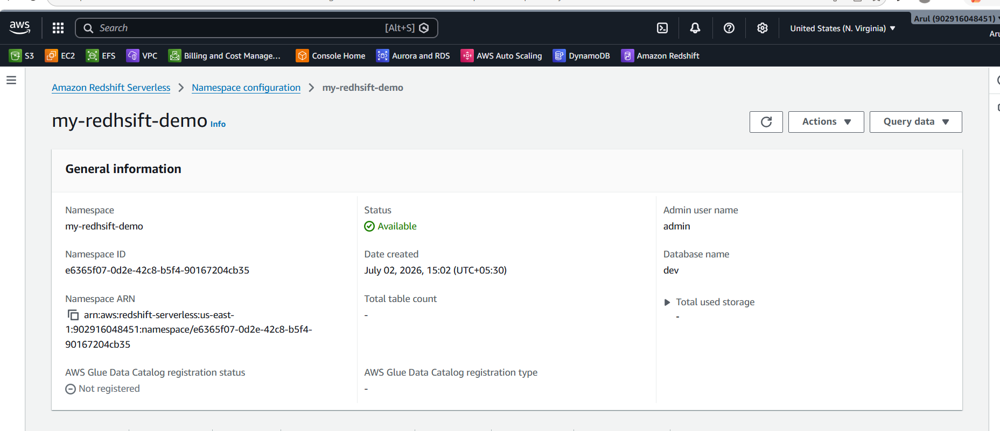 aws
Search [Alt+S]
United States (N. Virginia)
Arul (902916048451)
S3 EC2 EFS VPC Billing and Cost Manage... Console Home Aurora and RDS AWS Auto Scaling DynamoDB Amazon Redshift
Amazon Redshift Serverless > Namespace configuration > my-redhsift-demo
my-redhsift-demo Info
Actions
Query data
General information
Namespace
my-redhsift-demo
Namespace ID
e6365f07-0d2e-42c8-b5f4-90167204cb35
Namespace ARN
arn:aws:redshift-serverless:us-east-
1:902916048451:namespace/e6365f07-0d2e-42c8-b5f4-
90167204cb35
AWS Glue Data Catalog registration status
Not registered
Status
Available
Date created
July 02, 2026, 15:02 (UTC+05:30)
Total table count
-
AWS Glue Data Catalog registration type
-
Admin user name
admin
Database name
dev
Total used storage
-